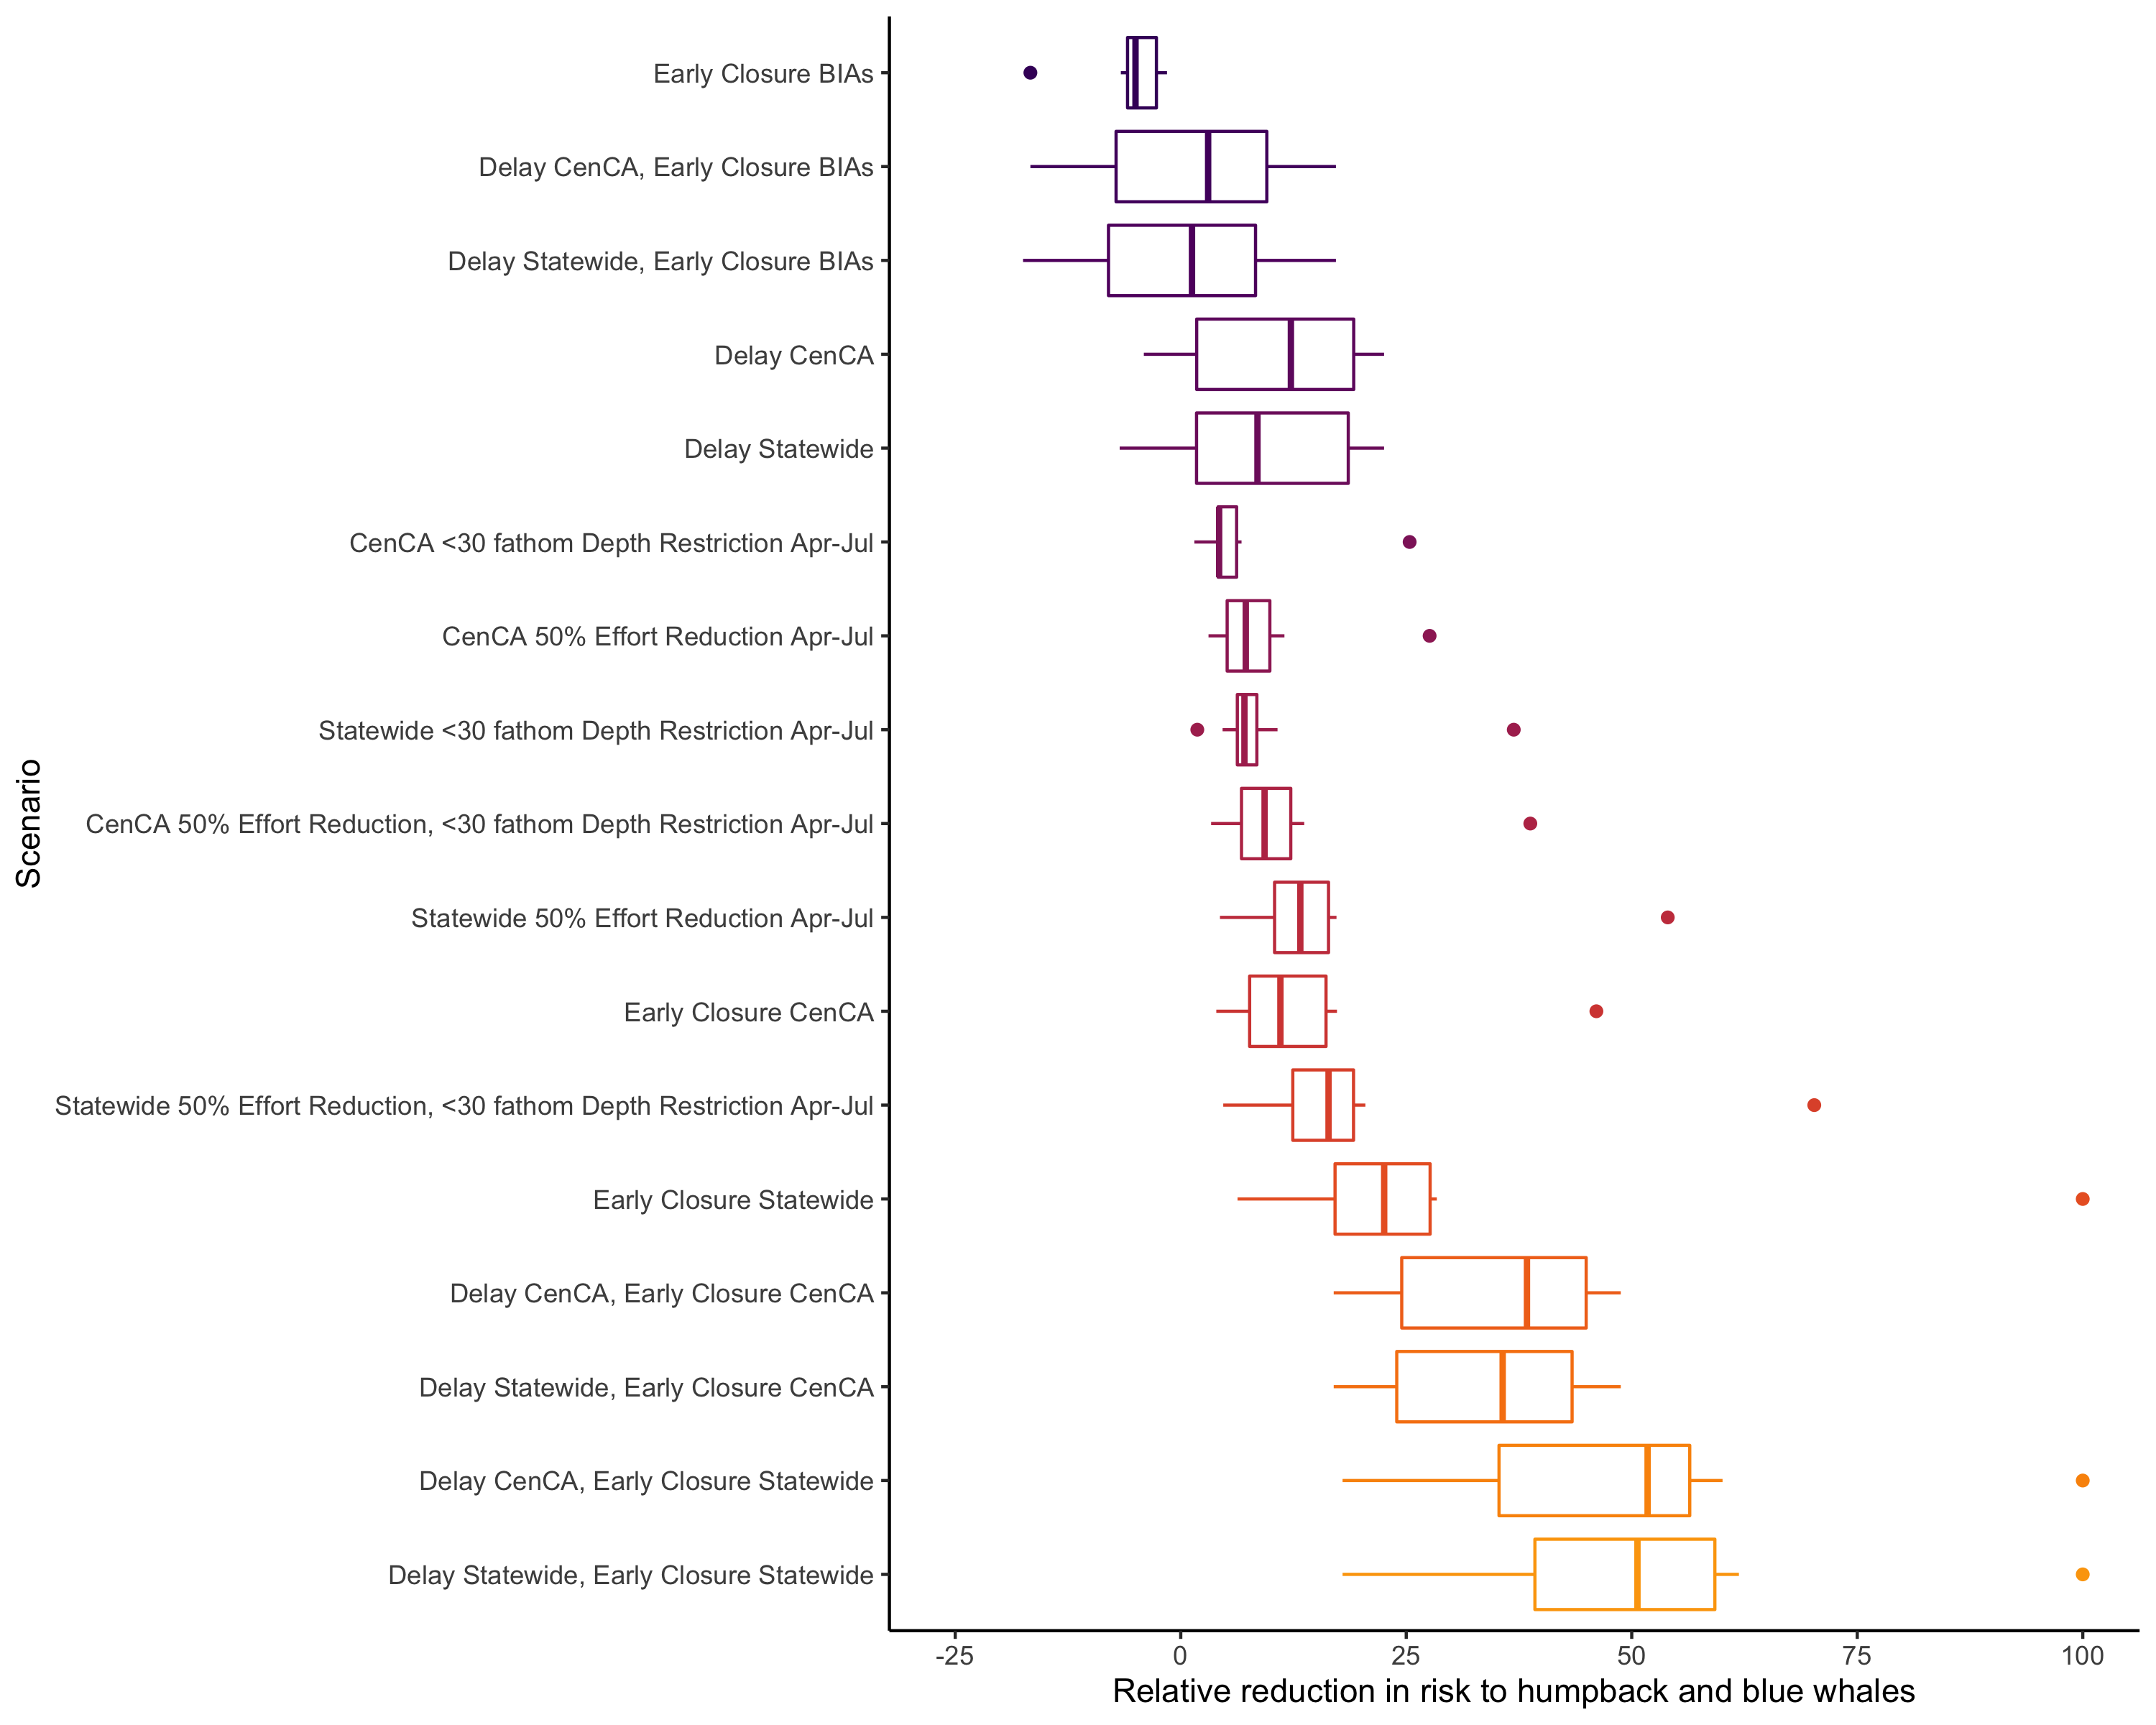 Scenario
Early Closure BIAs
Delay CenCA, Early Closure BIAs
Delay Statewide, Early Closure BIAs
Delay CenCA
Delay Statewide
CenCA <30 fathom Depth Restriction Apr-Jul
CenCA 50% Effort Reduction Apr-Jul
Statewide <30 fathom Depth Restriction Apr-Jul
CenCA 50% Effort Reduction, <30 fathom Depth Restriction Apr-Jul
Statewide 50% Effort Reduction Apr-Jul
Early Closure CenCA
Statewide 50% Effort Reduction, <30 fathom Depth Restriction Apr-Jul
Early Closure Statewide
Delay CenCA, Early Closure CenCA
Delay Statewide, Early Closure CenCA
Delay CenCA, Early Closure Statewide
Delay Statewide, Early Closure Statewide
-25 0 25 50 75 100
Relative reduction in risk to humpback and blue whales